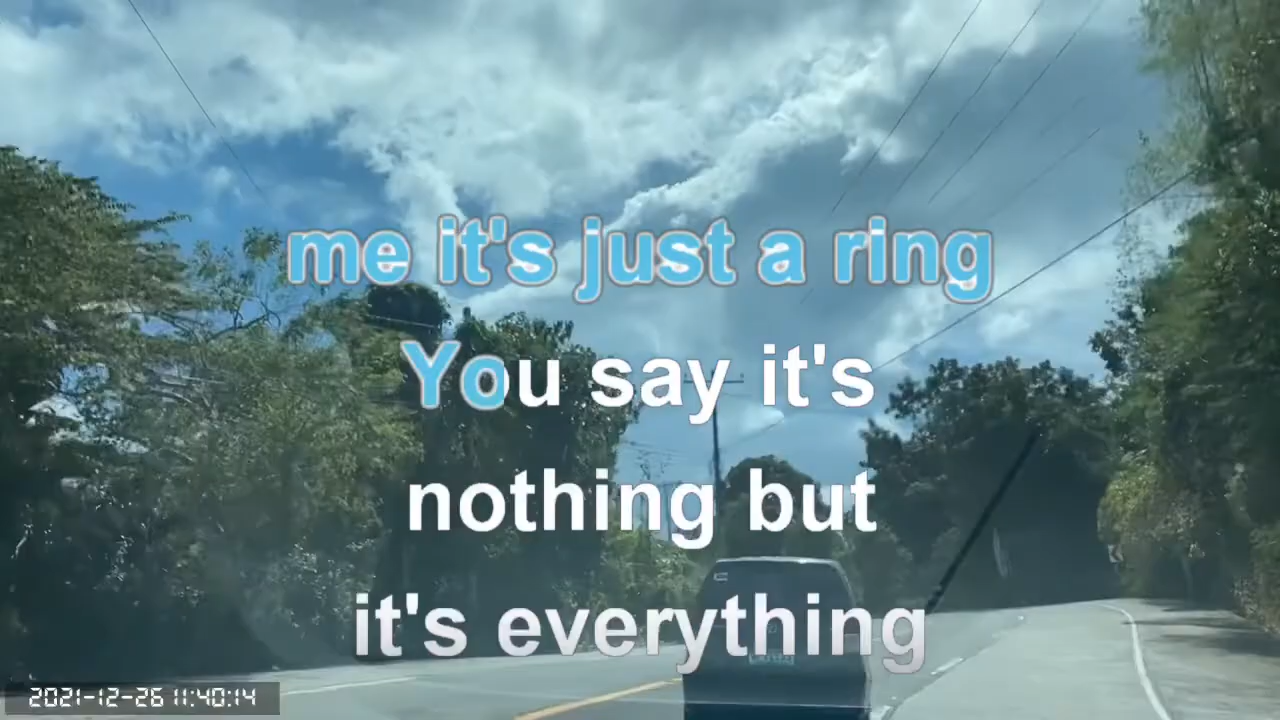 me it's just a ring
You say it's
nothing but
it's everything
2021-12-26 11:40:14